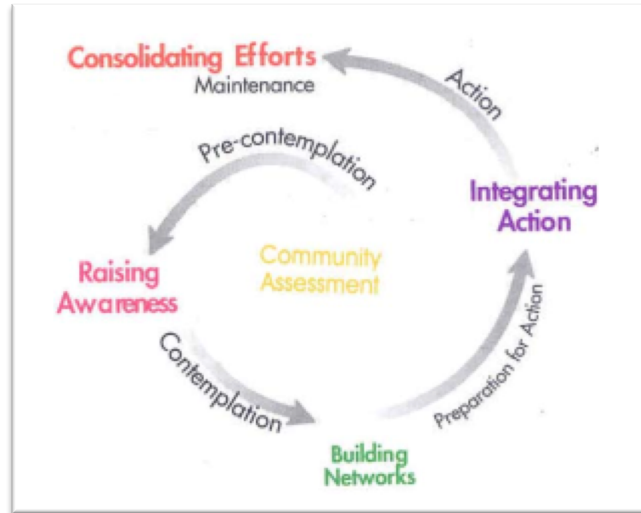 Consolidating Efforts
Maintenance
Action
Pre-contemplation
Integrating
Action
Community
Assessment
Raising
Awareness
Contemplation
Preparation for Action
Building
Networks